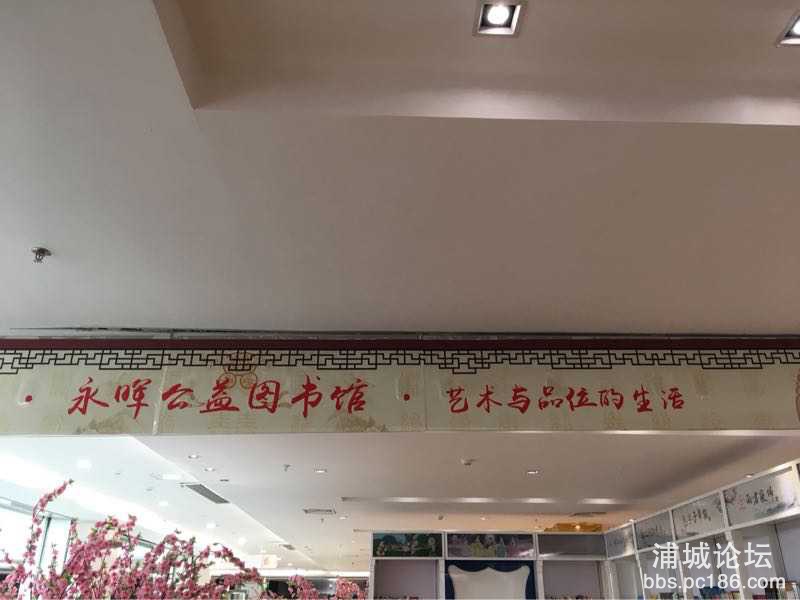 · 永晖公益图书馆 · 艺术与品位的生活
浦城论坛
bbs.pc186.com